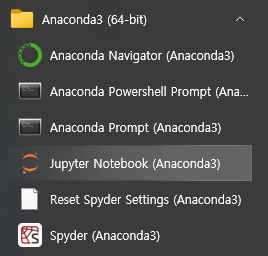 Anaconda3 (64-bit)
Anaconda Navigator (Anaconda3)
Anaconda Powershell Prompt (Ana...
Anaconda Prompt (Anaconda3)
Jupyter Notebook (Anaconda3)
Reset Spyder Settings (Anaconda3)
Spyder (Anaconda3)